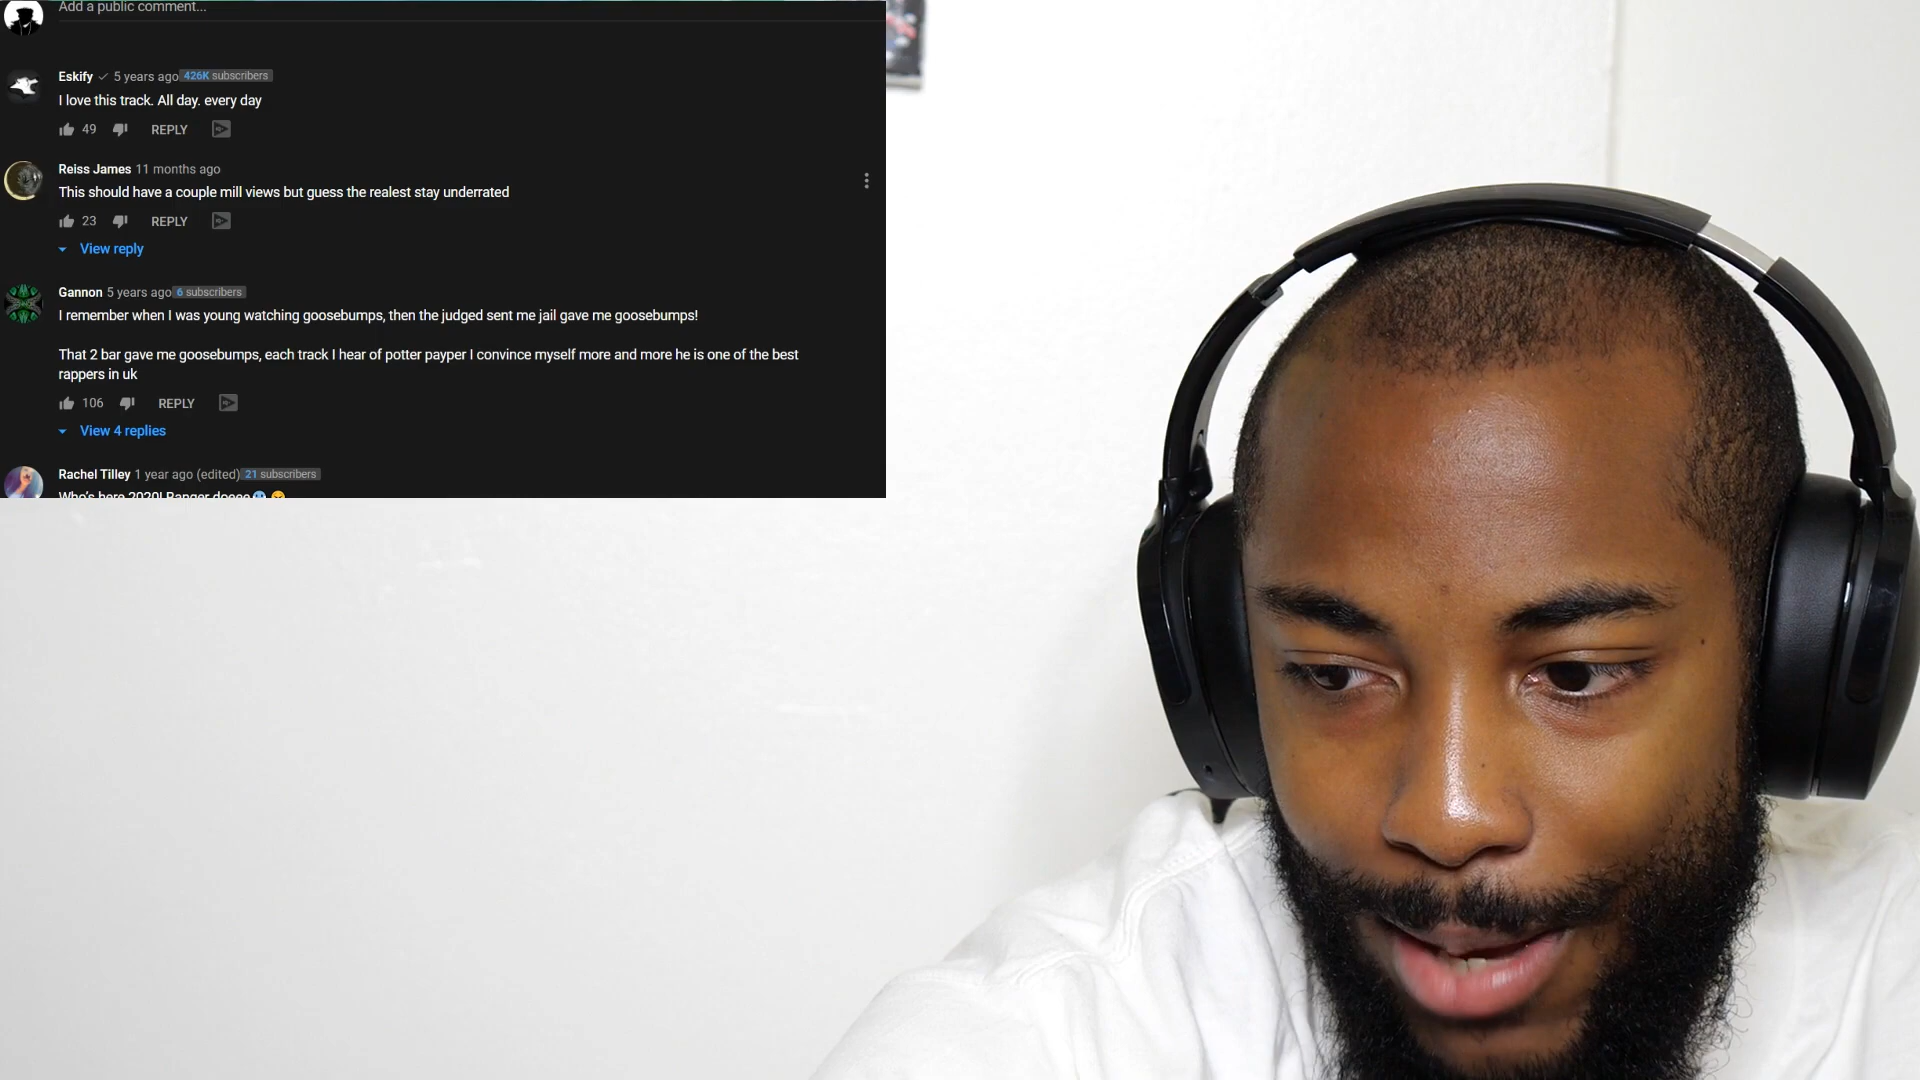 Add a public comment...
Eskify 5 years ago 426K subscribers
I love this track. All day. every day
49 REPLY
Reiss James 11 months ago
This should have a couple mill views but guess the realest stay underrated
23 REPLY
View reply
Gannon 5 years ago 6 subscribers
I remember when I was young watching goosebumps, then the judged sent me jail gave me goosebumps!
That 2 bar gave me goosebumps, each track I hear of potter payper I convince myself more and more he is one of the best
rappers in uk
106 REPLY
View 4 replies
Rachel Tilley 1 year ago (edited) 21 subscribers
Who's here 2020! Banger doeee